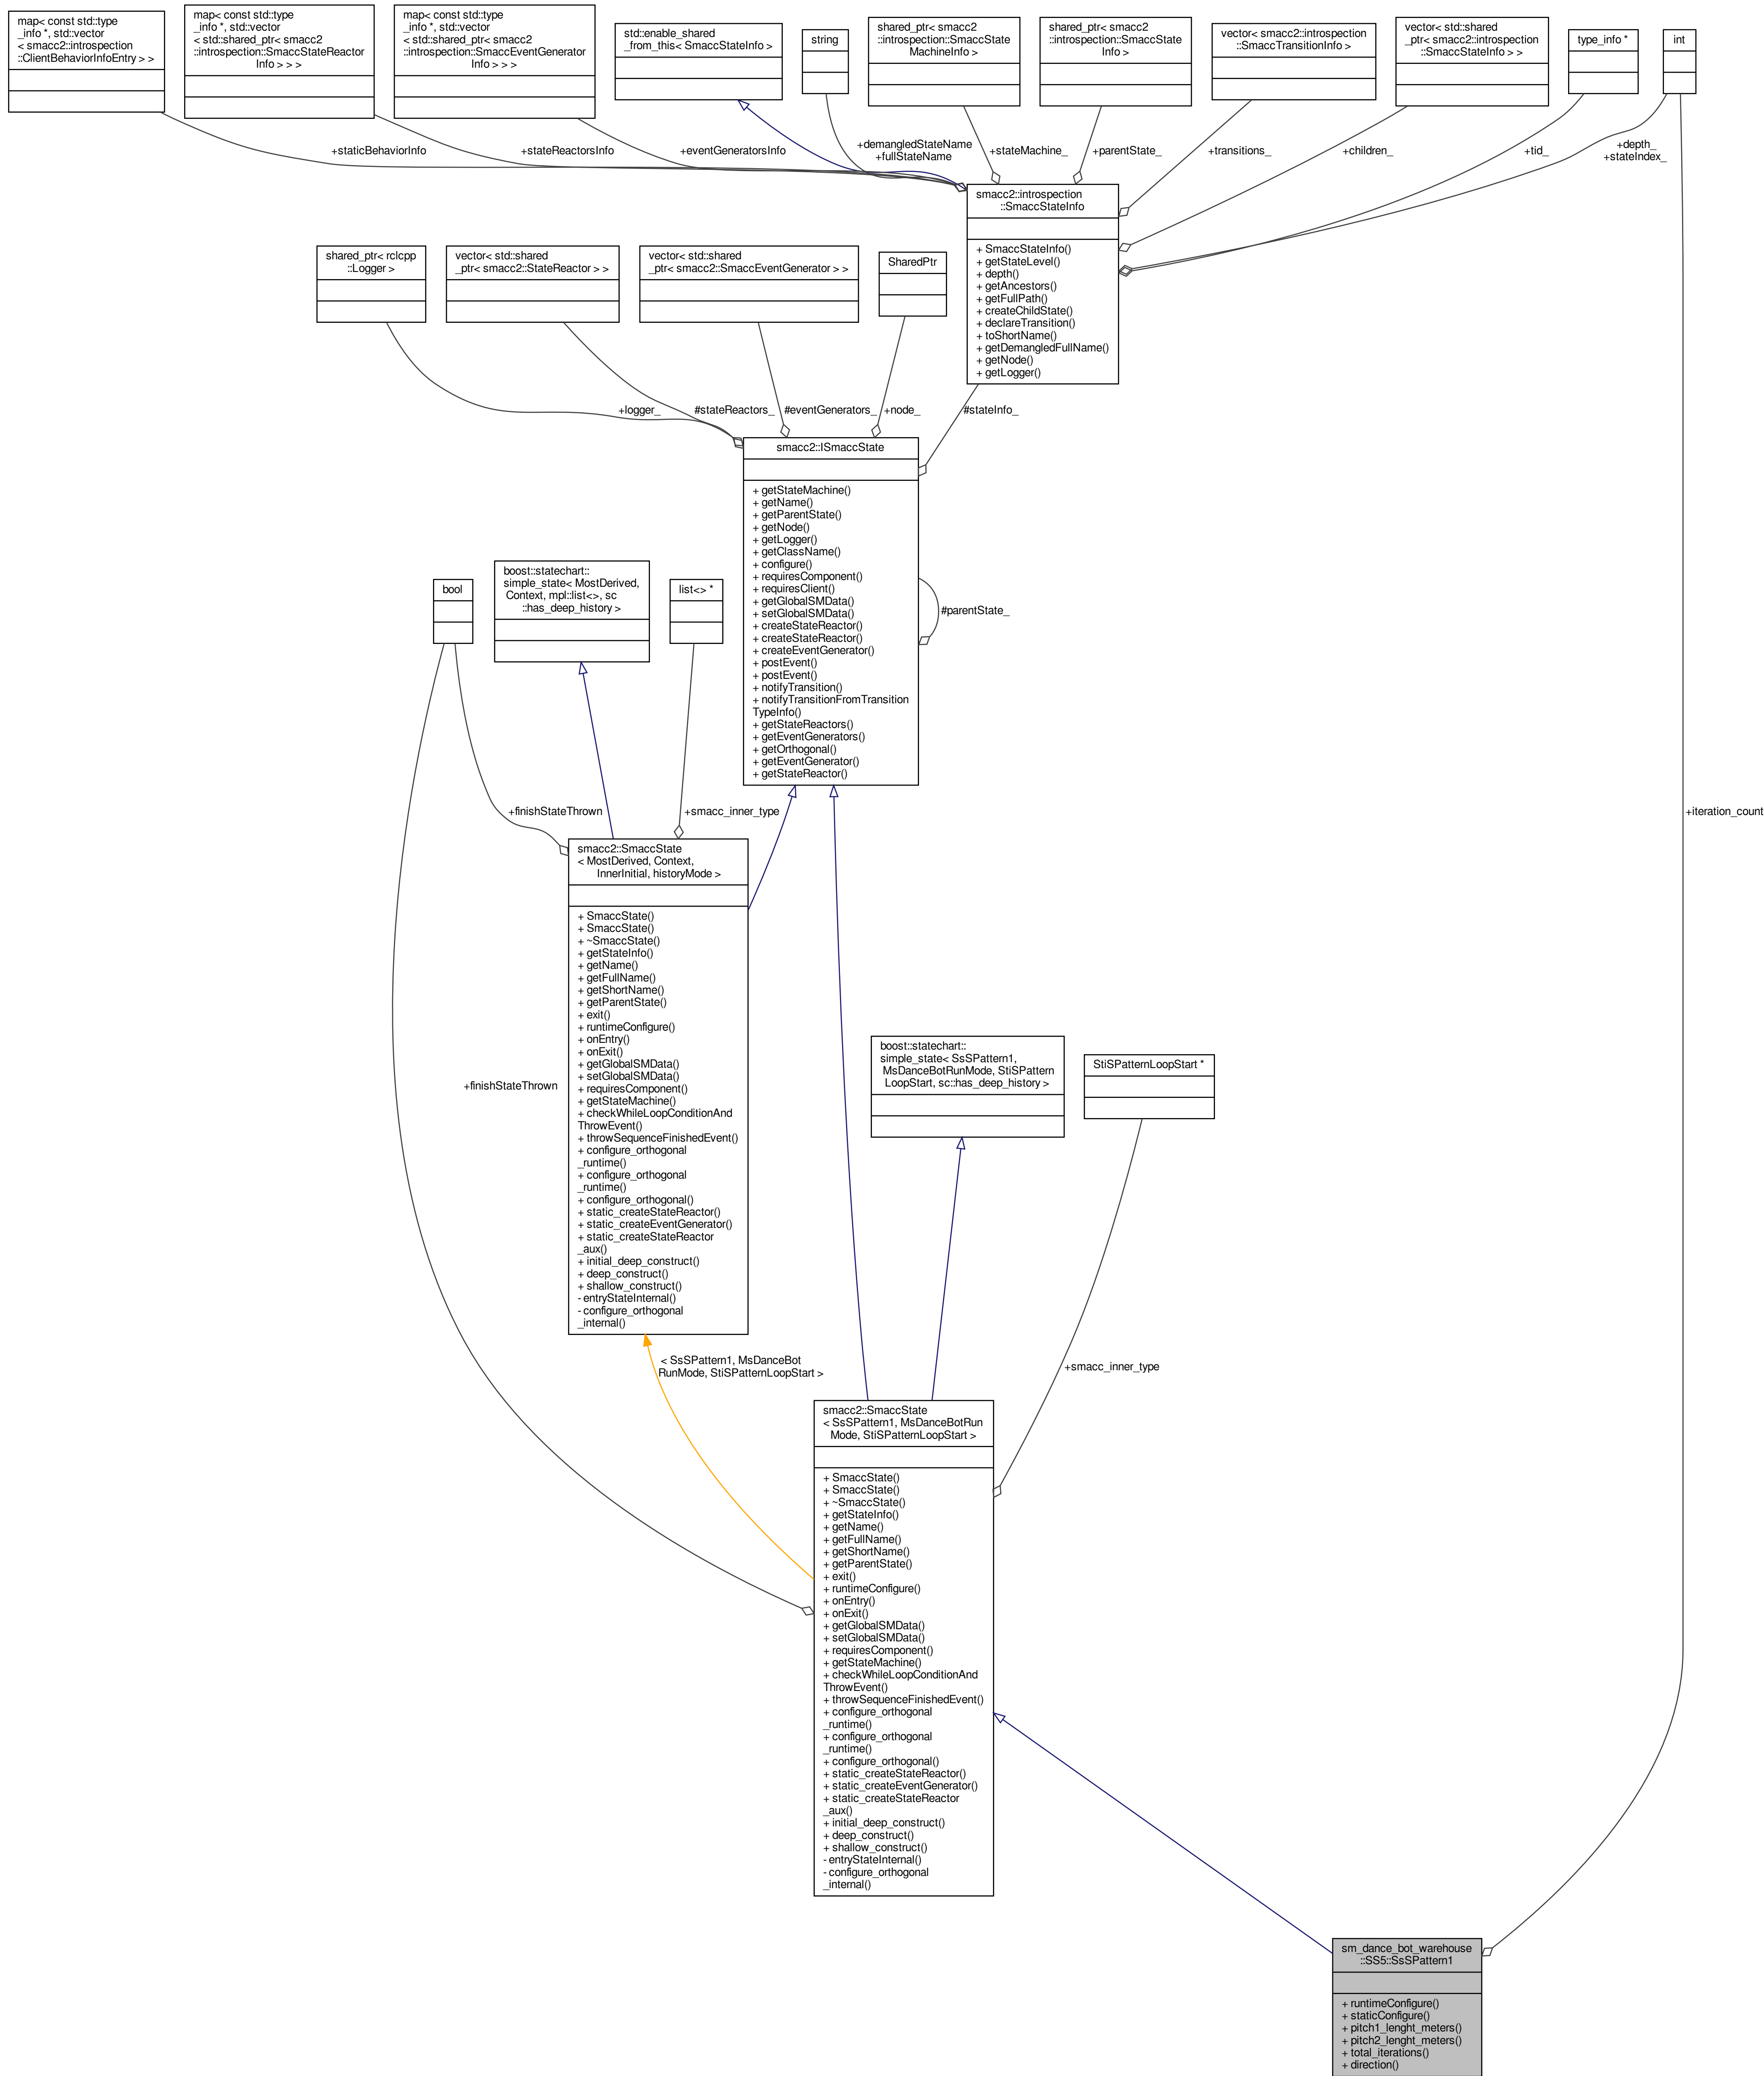 map< const std::type
_info *, std::vector
< smacc2::introspection
::ClientBehaviorInfoEntry > >
map< const std::type
_info *, std::vector
< std::shared_ptr< smacc2
::introspection::SmaccStateReactor
Info > > >
map< const std::type
_info *, std::vector
< std::shared_ptr< smacc2
::introspection::SmaccEventGenerator
Info > > >
std::enable_shared
_from_this< SmaccStateInfo >
string
shared_ptr< smacc2
::introspection::SmaccState
MachineInfo >
shared_ptr< smacc2
::introspection::SmaccState
Info >
vector< smacc2::introspection
::SmaccTransitionInfo >
vector< std::shared
_ptr< smacc2::introspection
::SmaccStateInfo > >
type_info *
int
+staticBehaviorInfo
+stateReactorsInfo
+eventGeneratorsInfo
+demangledStateName
+fullStateName
+stateMachine_
+parentState_
+transitions_
+children_
+tid_
+depth_
+stateIndex_
smacc2::introspection
::SmaccStateInfo
+ SmaccStateInfo()
+ getStateLevel()
+ depth()
+ getAncestors()
+ getFullPath()
+ createChildState()
+ declareTransition()
+ toShortName()
+ getDemangledFullName()
+ getNode()
+ getLogger()
shared_ptr< rclcpp
::Logger >
vector< std::shared
_ptr< smacc2::StateReactor > >
vector< std::shared
_ptr< smacc2::SmaccEventGenerator > >
SharedPtr
+logger_
#stateReactors_
#eventGenerators_
+node_
#stateInfo_
smacc2::ISmaccState
+ getStateMachine()
+ getName()
+ getParentState()
+ getNode()
+ getLogger()
+ getClassName()
+ configure()
+ requiresComponent()
+ requiresClient()
+ getGlobalSMData()
+ setGlobalSMData()
+ createStateReactor()
+ createStateReactor()
+ createEventGenerator()
+ postEvent()
+ postEvent()
+ notifyTransition()
+ notifyTransitionFromTransition
TypeInfo()
+ getStateReactors()
+ getEventGenerators()
+ getOrthogonal()
+ getEventGenerator()
+ getStateReactor()
#parentState_
bool
boost::statechart::
simple_state< MostDerived,
Context, mpl::list<>, sc
::has_deep_history >
list<> *
+finishStateThrown
+smacc_inner_type
+iteration_count
smacc2::SmaccState
< MostDerived, Context,
InnerInitial, historyMode >
+ SmaccState()
+ SmaccState()
+ ~SmaccState()
+ getStateInfo()
+ getName()
+ getFullName()
+ getShortName()
+ getParentState()
+ exit()
+ runtimeConfigure()
+ onEntry()
+ onExit()
+ getGlobalSMData()
+ setGlobalSMData()
+ requiresComponent()
+ getStateMachine()
+ checkWhileLoopConditionAnd
ThrowEvent()
+ throwSequenceFinishedEvent()
+ configure_orthogonal
_runtime()
+ configure_orthogonal
_runtime()
+ configure_orthogonal()
+ static_createStateReactor()
+ static_createEventGenerator()
+ static_createStateReactor
_aux()
+ initial_deep_construct()
+ deep_construct()
+ shallow_construct()
- entryStateInternal()
- configure_orthogonal
_internal()
+finishStateThrown
boost::statechart::
simple_state< SsSPattern1,
MsDanceBotRunMode, StiSPattern
LoopStart, sc::has_deep_history >
StiSPatternLoopStart *
< SsSPattern1, MsDanceBot
RunMode, StiSPatternLoopStart >
+smacc_inner_type
smacc2::SmaccState
< SsSPattern1, MsDanceBotRun
Mode, StiSPatternLoopStart >
+ SmaccState()
+ SmaccState()
+ ~SmaccState()
+ getStateInfo()
+ getName()
+ getFullName()
+ getShortName()
+ getParentState()
+ exit()
+ runtimeConfigure()
+ onEntry()
+ onExit()
+ getGlobalSMData()
+ setGlobalSMData()
+ requiresComponent()
+ getStateMachine()
+ checkWhileLoopConditionAnd
ThrowEvent()
+ throwSequenceFinishedEvent()
+ configure_orthogonal
_runtime()
+ configure_orthogonal
_runtime()
+ configure_orthogonal()
+ static_createStateReactor()
+ static_createEventGenerator()
+ static_createStateReactor
_aux()
+ initial_deep_construct()
+ deep_construct()
+ shallow_construct()
- entryStateInternal()
- configure_orthogonal
_internal()
sm_dance_bot_warehouse
::SS5::SsSPattern1
+ runtimeConfigure()
+ staticConfigure()
+ pitch1_lenght_meters()
+ pitch2_lenght_meters()
+ total_iterations()
+ direction()